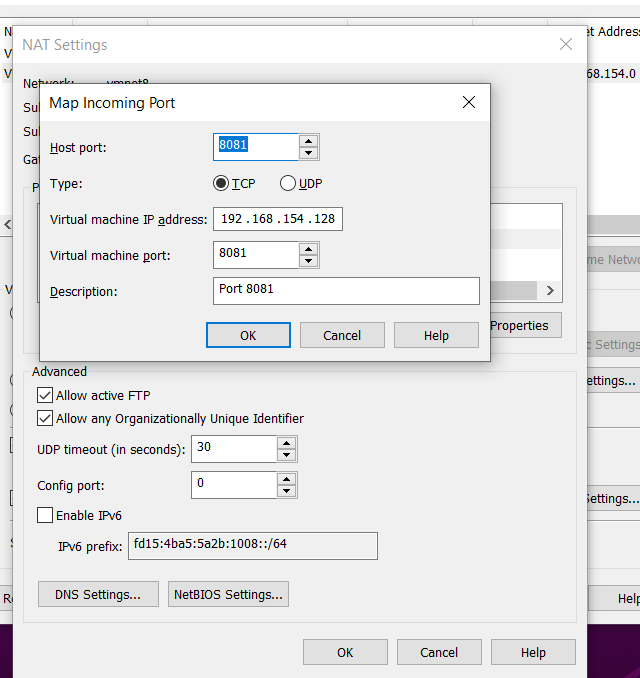 NAT Settings
et Addres
68.154.0
Network: vmnet8
Map Incoming Port
Host port: 8081
Type: TCP UDP
Virtual machine IP address: 192 . 168 . 154 . 128
Virtual machine port: 8081
Description: Port 8081
OK Cancel Help
Properties
me Netwo
c Settings
ettings...
Settings...
Advanced
Allow active FTP
Allow any Organizationally Unique Identifier
UDP timeout (in seconds): 30
Config port: 0
Enable IPv6
IPv6 prefix: fd15:4ba5:5a2b:1008::/64
DNS Settings... NetBIOS Settings...
Help
OK Cancel Help